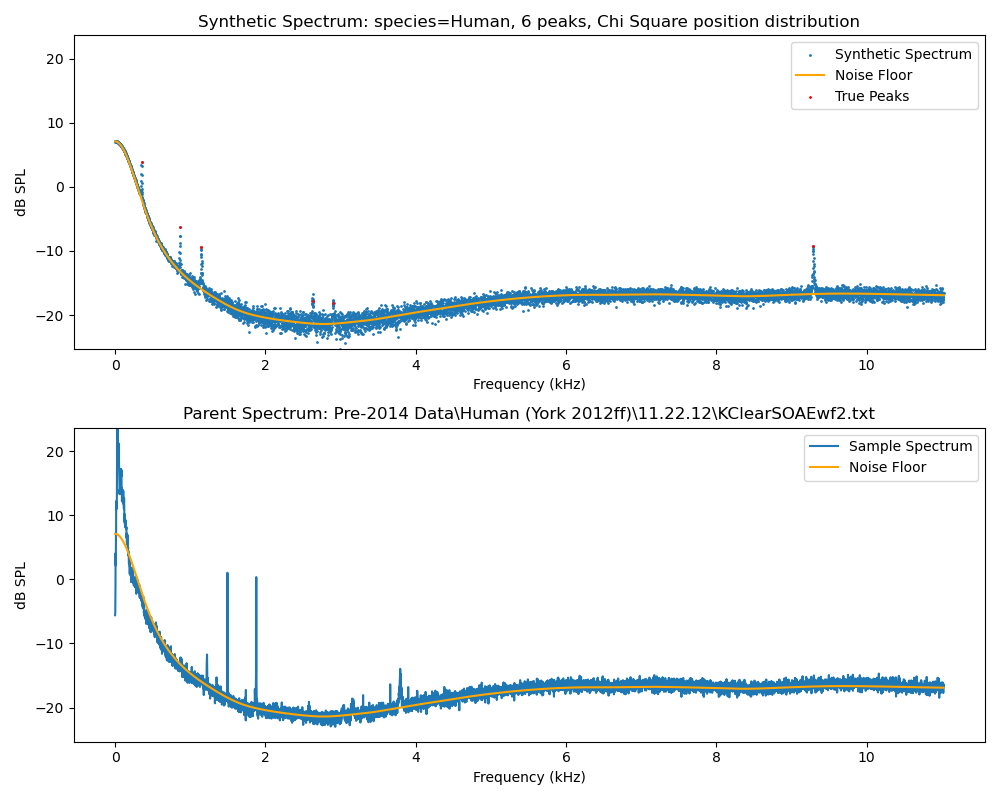 Synthetic Spectrum: species=Human, 6 peaks, Chi Square position distribution
20
10
0
−10
−20
dB SPL
Synthetic Spectrum
Noise Floor
True Peaks
0 2 4 6 8 10
Frequency (kHz)
Parent Spectrum: Pre-2014 Data\Human (York 2012ff)\11.22.12\KClearSOAEwf2.txt
20
10
0
−10
−20
dB SPL
Sample Spectrum
Noise Floor
0 2 4 6 8 10
Frequency (kHz)